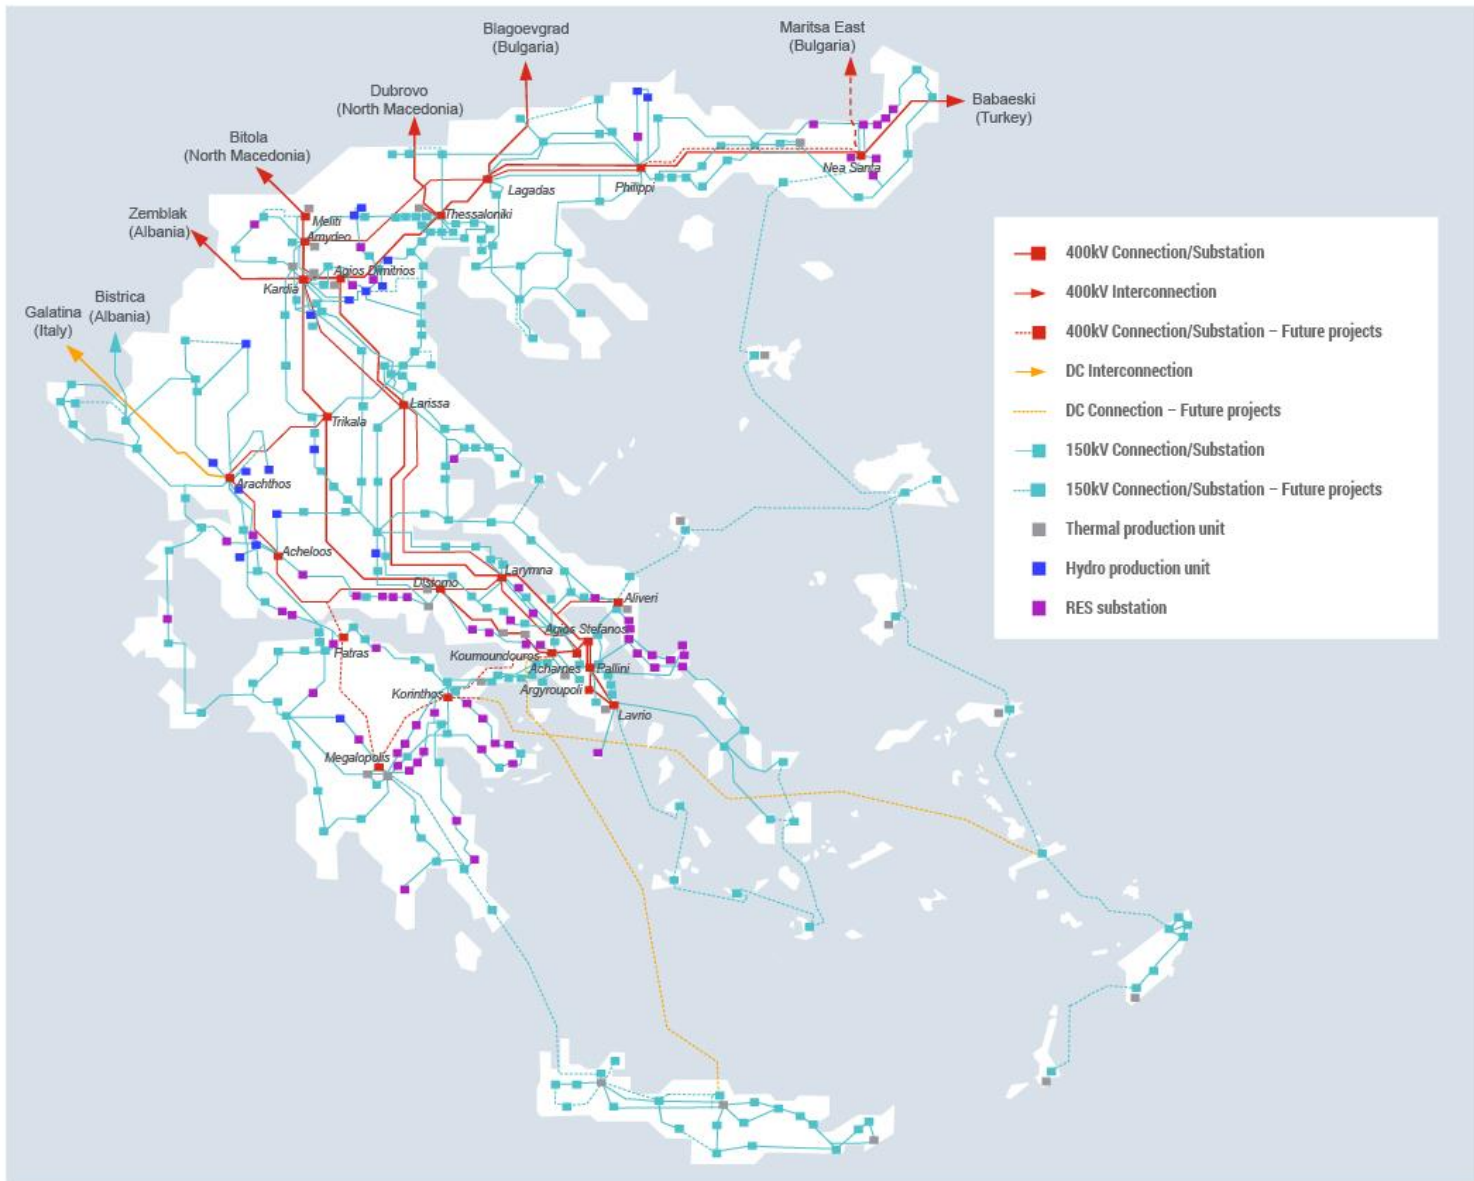 Blagoevgrad
(Bulgaria)
Maritsa East
(Bulgaria)
Dubrovo
(North Macedonia)
Babaeski
(Turkey)
Bitola
(North Macedonia)
Nea Santa
Lagadas
Philippi
Zemblak
(Albania)
Meliti
Thessaloniki
Amydeo
Agios Dimitrios
Kardia
Bistrica
(Albania)
Galatina
(Italy)
Larissa
Trikala
Arachthos
Acheloos
Distomo
Larymna
Aliveri
Agios Stefanos
Patras
Koumoundouros
Acharnes
Pallini
Korinthos
Argyroupoli
Lavrio
Megalopolis
400kV Connection/Substation
400kV Interconnection
400kV Connection/Substation – Future projects
DC Interconnection
DC Connection – Future projects
150kV Connection/Substation
150kV Connection/Substation – Future projects
Thermal production unit
Hydro production unit
RES substation